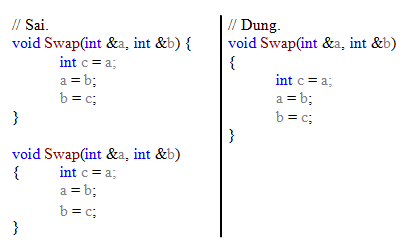 // Sai.
void Swap(int &a, int &b) {
int c = a;
a = b;
b = c;
}
void Swap(int &a, int &b)
{ int c = a;
a = b;
b = c;
}
// Dung.
void Swap(int &a, int &b)
{
int c = a;
a = b;
b = c;
}